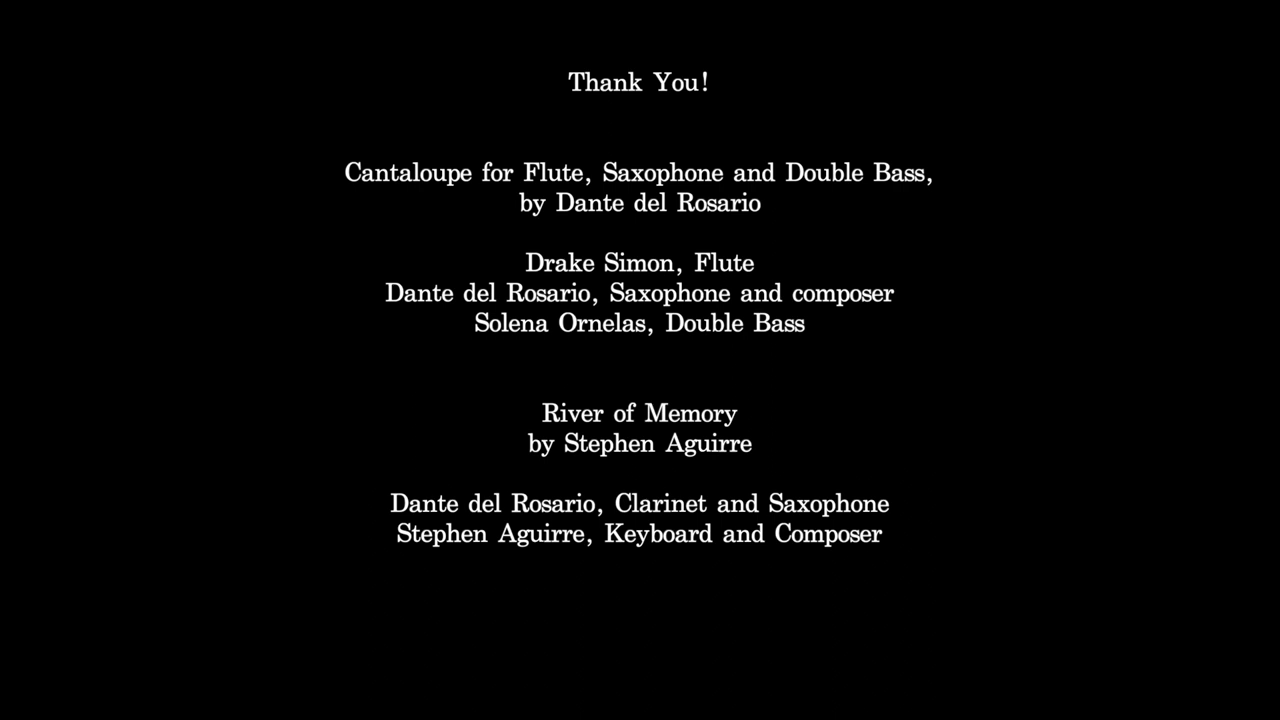 Thank You!
Cantaloupe for Flute, Saxophone and Double Bass,
by Dante del Rosario
Drake Simon, Flute
Dante del Rosario, Saxophone and composer
Solena Ornelas, Double Bass
River of Memory
by Stephen Aguirre
Dante del Rosario, Clarinet and Saxophone
Stephen Aguirre, Keyboard and Composer